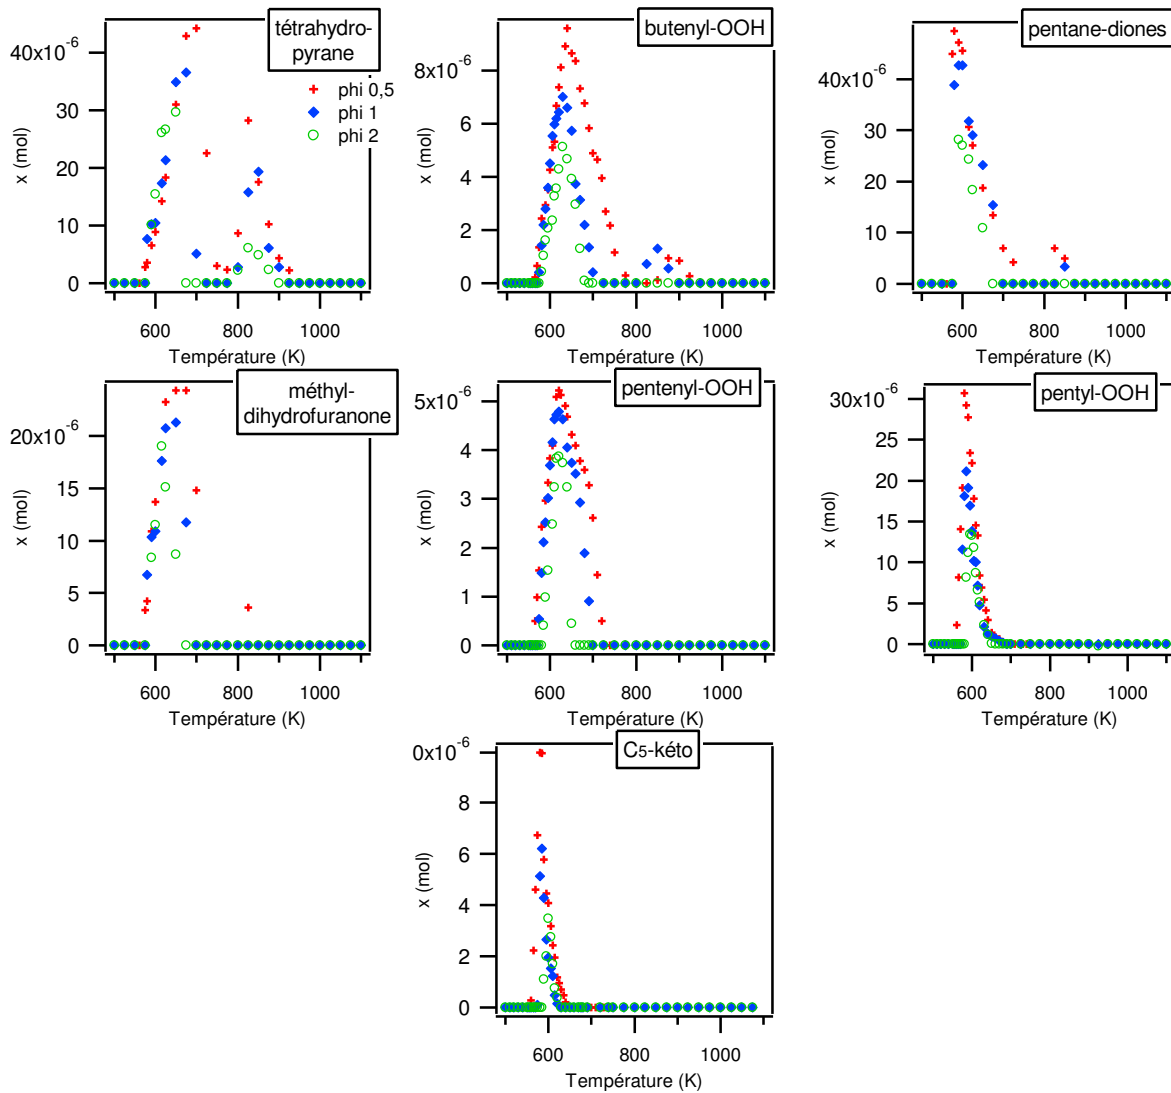 tétrahydro-
pyrane
phi 0,5
phi 1
phi 2
40x10-6
30
20
10
0
x (mol)
600 800 1000
Température (K)
butenyl-OOH
8x10-6
6
4
2
0
x (mol)
600 800 1000
Température (K)
pentane-diones
40x10-6
30
20
10
0
x (mol)
600 800 1000
Température (K)
méthyl-
dihydrofuranone
20x10-6
15
10
5
0
x (mol)
600 800 1000
Température (K)
pentenyl-OOH
5x10-6
4
3
2
1
0
x (mol)
600 800 1000
Température (K)
pentyl-OOH
30x10-6
25
20
15
10
5
0
x (mol)
600 800 1000
Température (K)
C5-kéto
0x10-6
8
6
4
2
0
x (mol)
600 800 1000
Température (K)